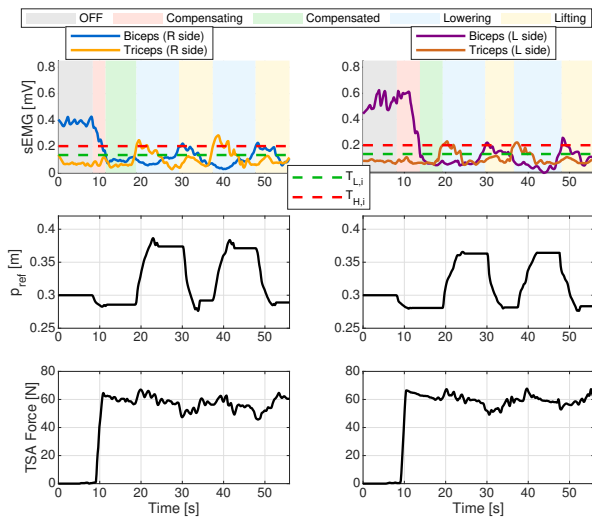 OFF Compensating Compensated Lowering Lifting
Biceps (R side)
Triceps (R side)
Biceps (L side)
Triceps (L side)
sEMG [mV]
0.8
0.6
0.4
0.2
0
0 10 20 30 40 50
0.8
0.6
0.4
0.2
0
0 10 20 30 40 50
T_L,i
T_H,i
p_ref [m]
0.4
0.35
0.3
0.25
0 10 20 30 40 50
0.4
0.35
0.3
0.25
0 10 20 30 40 50
TSA Force [N]
80
60
40
20
0
0 10 20 30 40 50
Time [s]
80
60
40
20
0
0 10 20 30 40 50
Time [s]